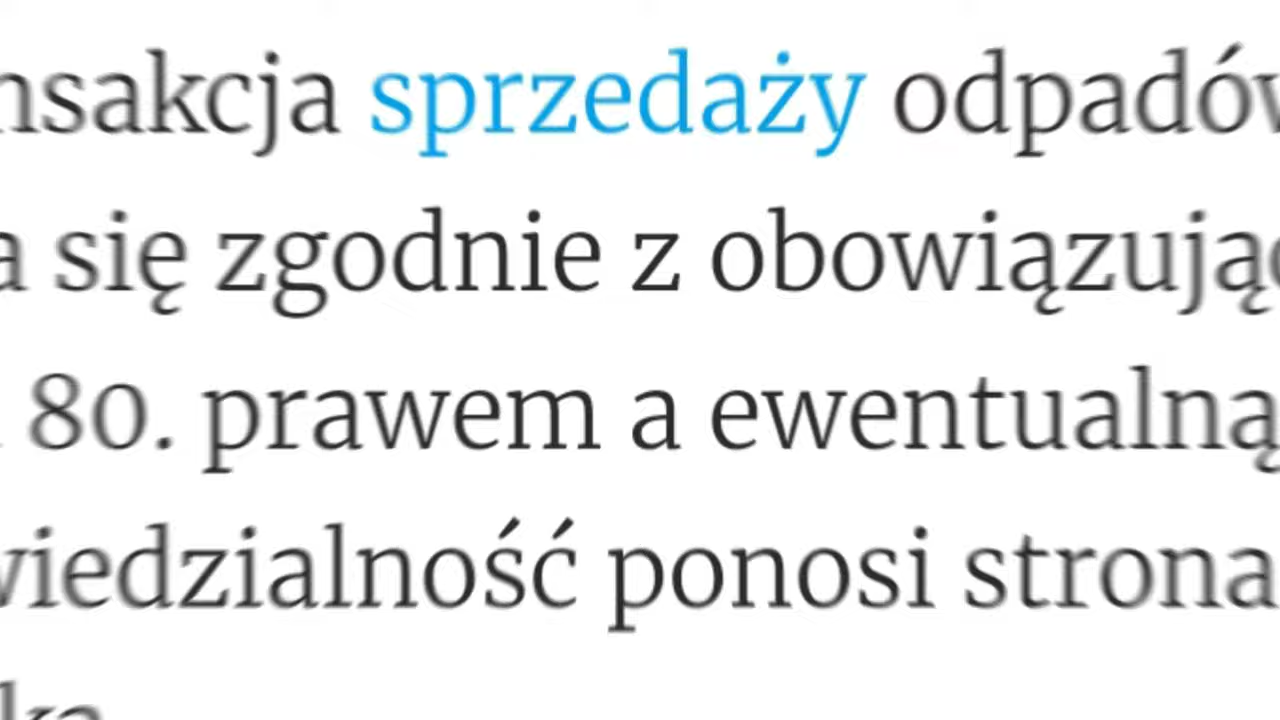 nsakcja sprzedaży odpadów
a się zgodnie z obowiązując
80. prawem a ewentualną
wiedzialność ponosi strona